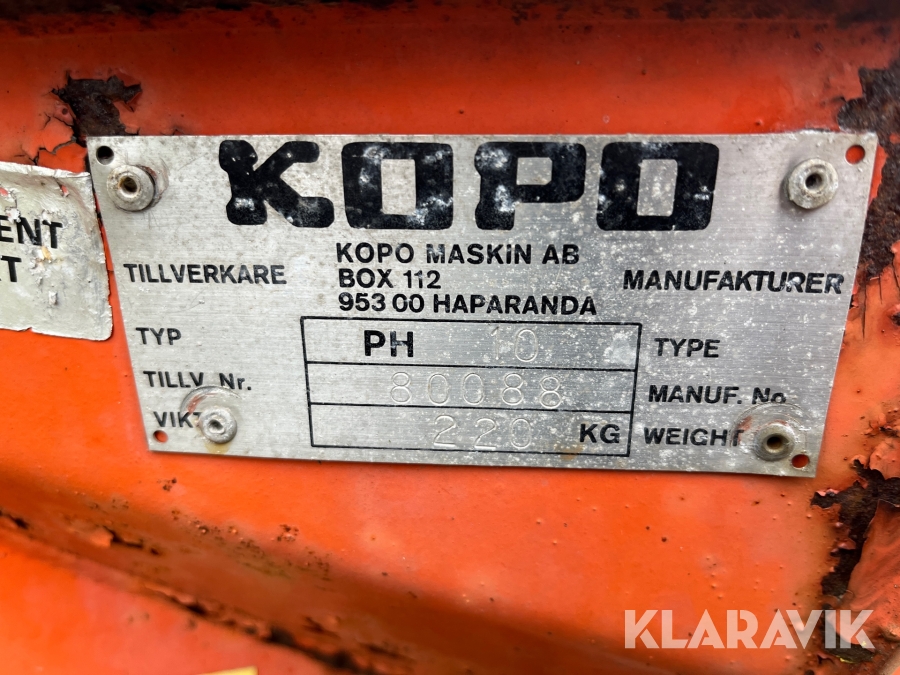 KOPO
KOPO MASKIN AB
TILLVERKARE BOX 112 MANUFAKTURER
953 00 HAPARANDA
TYP PH 10 TYPE
TILLV. Nr. 80088 MANUF. No
VIKT 220 KG WEIGHT
ENT
T
KLARAVIK